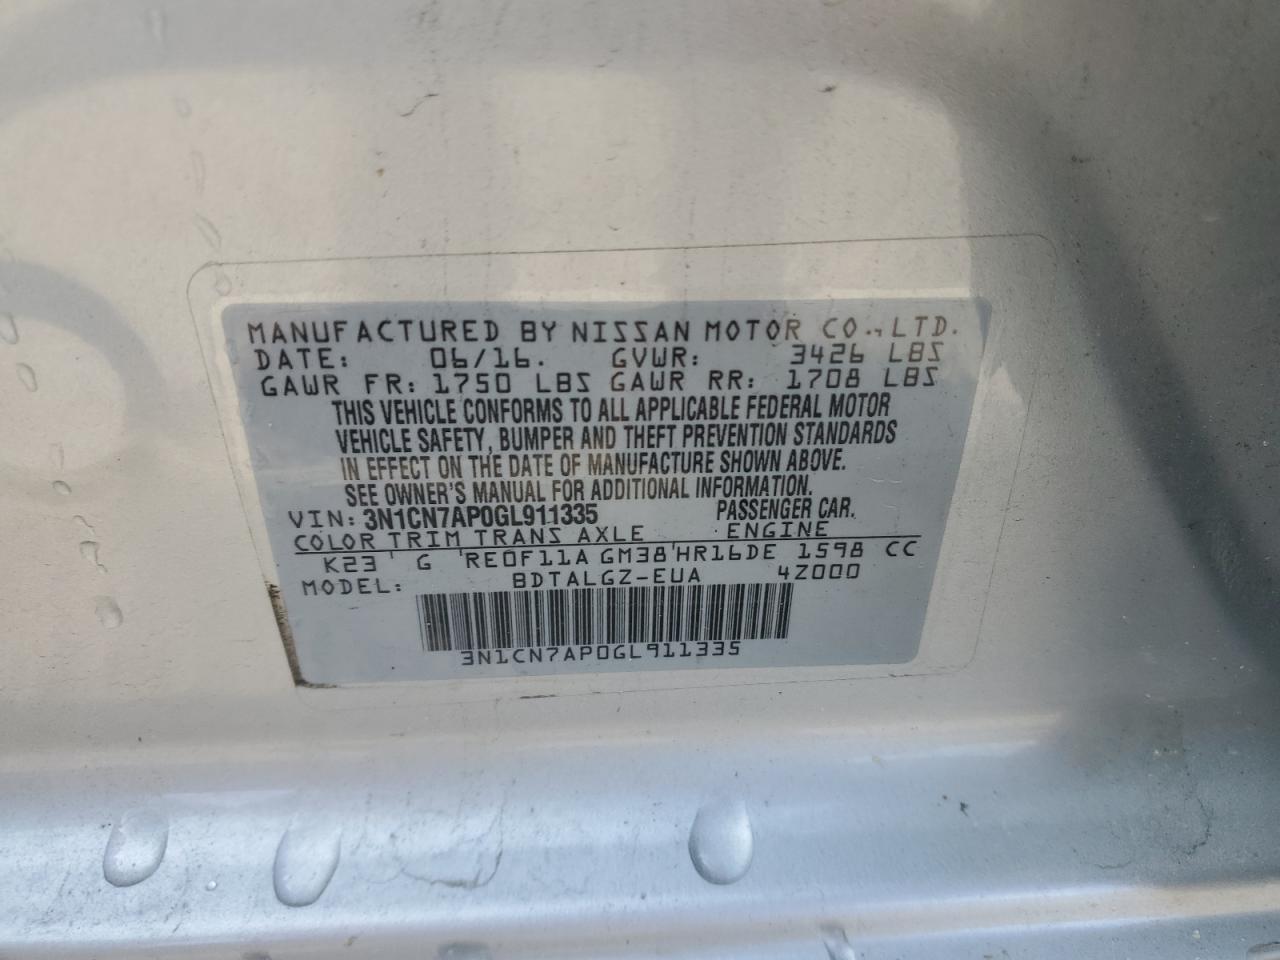 MANUFACTURED BY NISSAN MOTOR CO., LTD.
DATE: 06/16. GVWR: 3426 LBS
GAWR FR: 1750 LBS GAWR RR: 1708 LBS
THIS VEHICLE CONFORMS TO ALL APPLICABLE FEDERAL MOTOR
VEHICLE SAFETY, BUMPER AND THEFT PREVENTION STANDARDS
IN EFFECT ON THE DATE OF MANUFACTURE SHOWN ABOVE.
SEE OWNER'S MANUAL FOR ADDITIONAL INFORMATION.
VIN: 3N1CN7AP0GL911335 PASSENGER CAR.
COLOR TRIM TRANS AXLE ENGINE
K23 G RE0F11A GM38 HR16DE 1598 CC
MODEL: BDTALGZ-EUA 4Z000
3N1CN7AP0GL911335